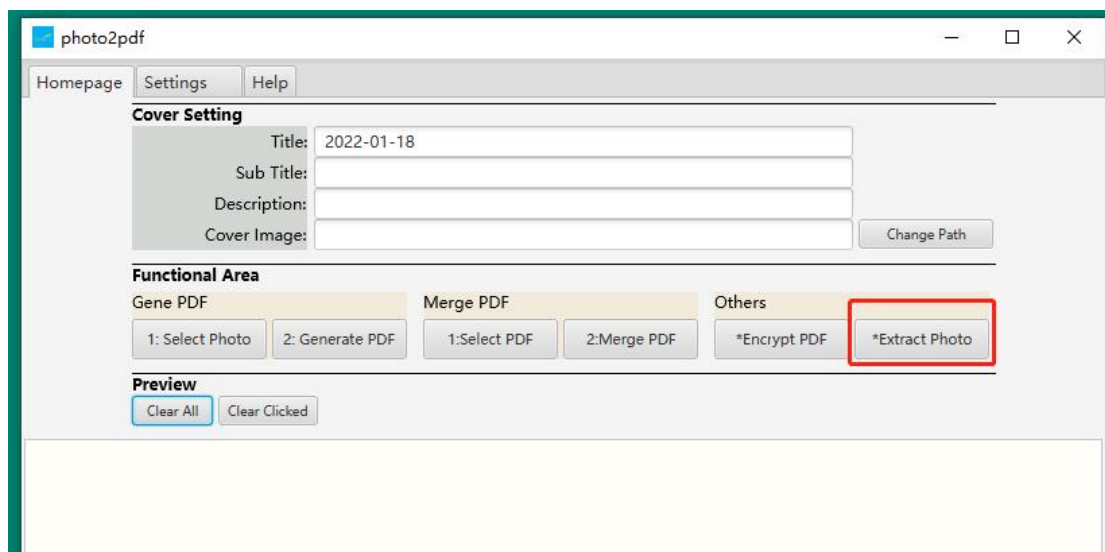 photo2pdf
Homepage Settings Help
Cover Setting
Title: 2022-01-18
Sub Title:
Description:
Cover Image: Change Path
Functional Area
Gene PDF Merge PDF Others
1: Select Photo 2: Generate PDF 1:Select PDF 2:Merge PDF *Encrypt PDF *Extract Photo
Preview
Clear All Clear Clicked